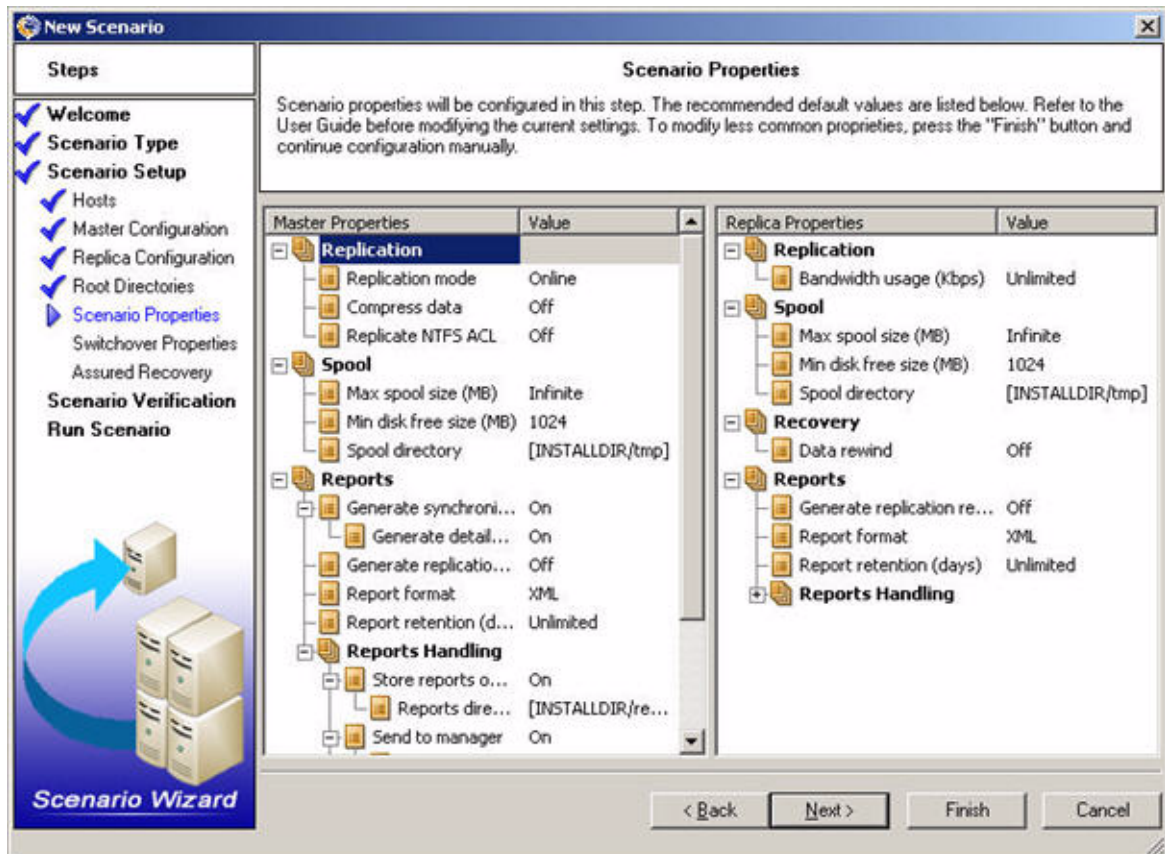 New Scenario
Steps
Welcome
Scenario Type
Scenario Setup
Hosts
Master Configuration
Replica Configuration
Root Directories
Scenario Properties
Switchover Properties
Assured Recovery
Scenario Verification
Run Scenario
Scenario Wizard
Scenario Properties
Scenario properties will be configured in this step. The recommended default values are listed below. Refer to the
User Guide before modifying the current settings. To modify less common proprieties, press the "Finish" button and
continue configuration manually.
Master Properties Value
Replication
Replication mode Online
Compress data Off
Replicate NTFS ACL Off
Spool
Max spool size (MB) Infinite
Min disk free size (MB) 1024
Spool directory [INSTALLDIR/tmp]
Reports
Generate synchroni... On
Generate detail... On
Generate replicatio... Off
Report format XML
Report retention (d... Unlimited
Reports Handling
Store reports o... On
Reports dire... [INSTALLDIR/re...
Send to manager On
Replica Properties Value
Replication
Bandwidth usage (Kbps) Unlimited
Spool
Max spool size (MB) Infinite
Min disk free size (MB) 1024
Spool directory [INSTALLDIR/tmp]
Recovery
Data rewind Off
Reports
Generate replication re... Off
Report format XML
Report retention (days) Unlimited
Reports Handling
< Back Next > Finish Cancel